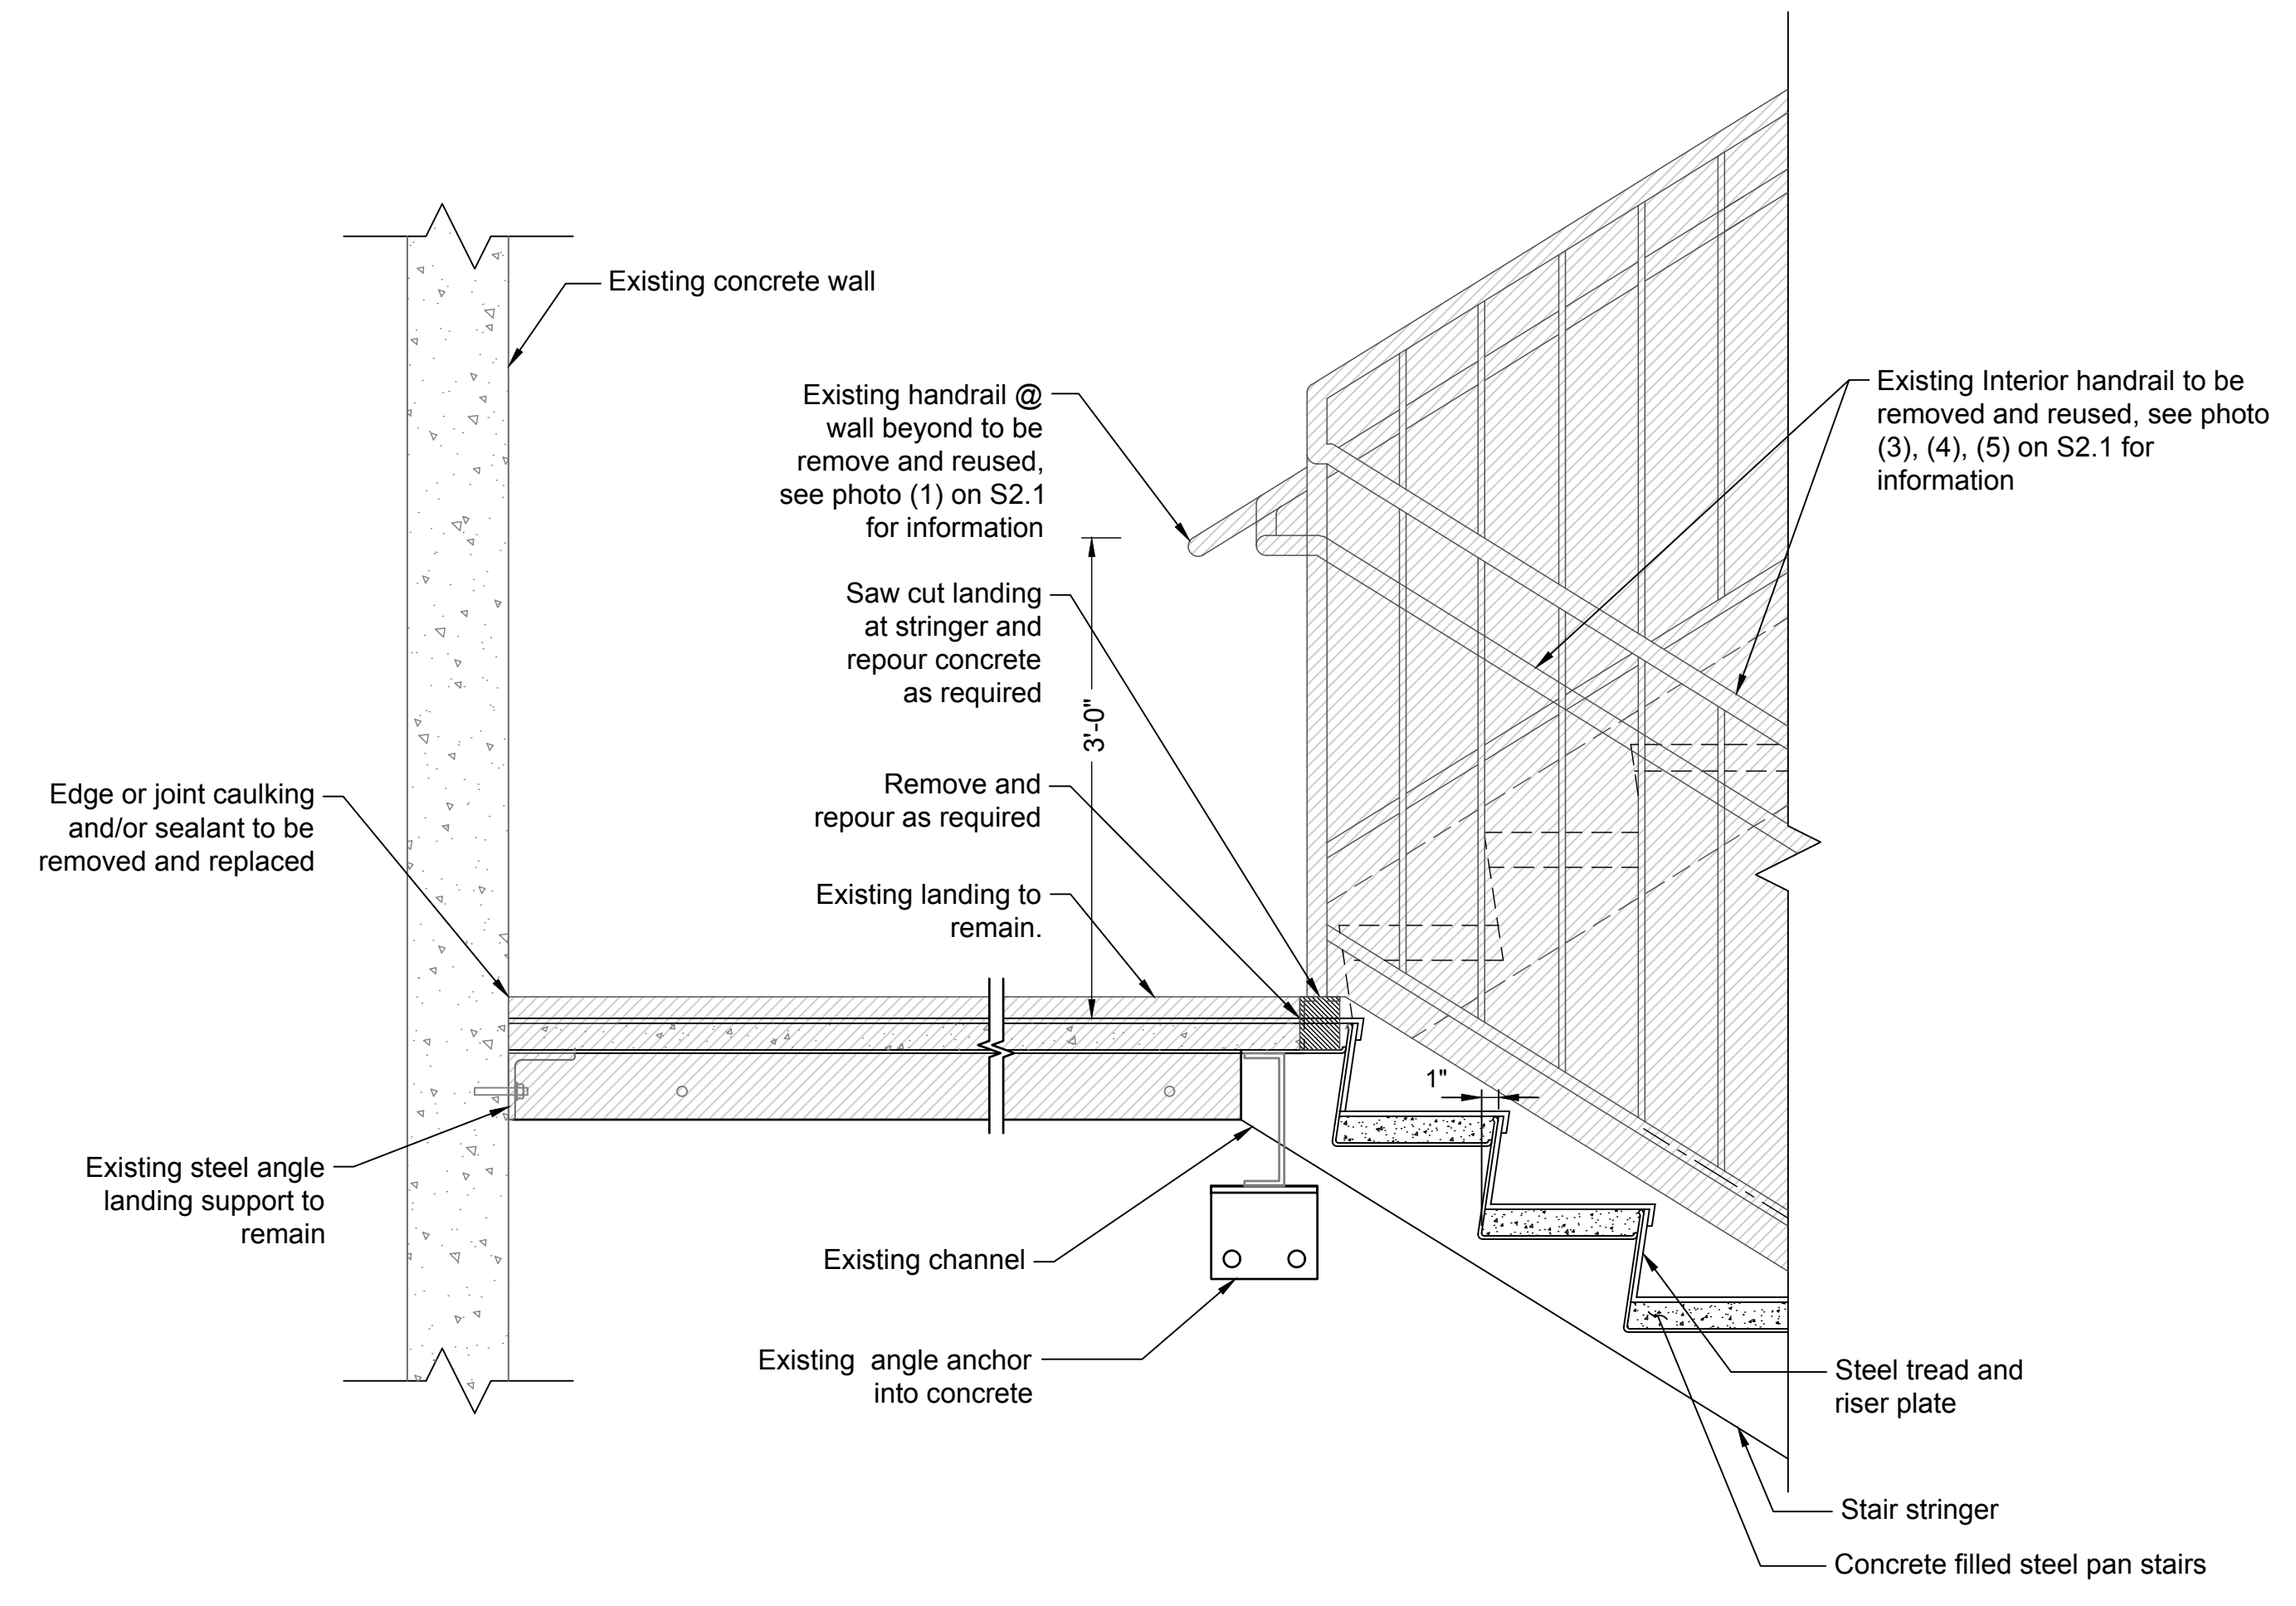 Existing concrete wall
Existing handrail @
wall beyond to be
remove and reused,
see photo (1) on S2.1
for information
Existing Interior handrail to be
removed and reused, see photo
(3), (4), (5) on S2.1 for
information
Saw cut landing
at stringer and
repour concrete
as required
3'-0"
Remove and
repour as required
Edge or joint caulking
and/or sealant to be
removed and replaced
Existing landing to
remain.
1"
Existing steel angle
landing support to
remain
Existing channel
Existing angle anchor
into concrete
Steel tread and
riser plate
Stair stringer
Concrete filled steel pan stairs